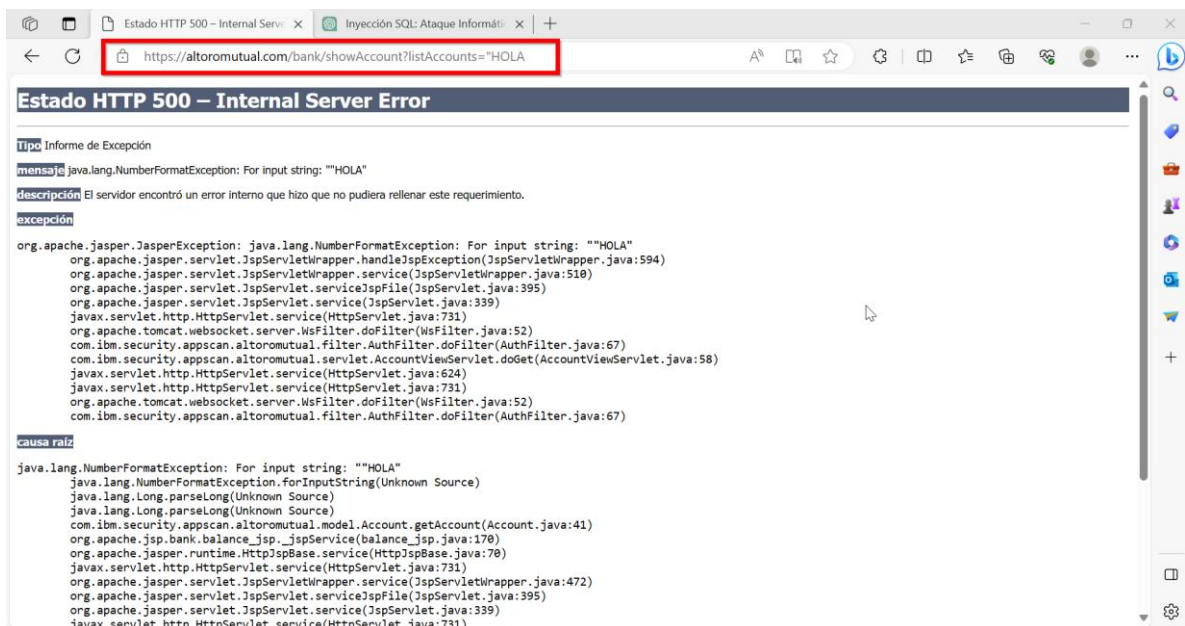 Estado HTTP 500 – Internal Serve
Inyección SQL: Ataque Informáti
https://altoromutual.com/bank/showAccount?listAccounts="HOLA
Estado HTTP 500 – Internal Server Error
Tipo Informe de Excepción
mensaje java.lang.NumberFormatException: For input string: ""HOLA"
descripción El servidor encontró un error interno que hizo que no pudiera rellenar este requerimiento.
excepción
org.apache.jasper.JasperException: java.lang.NumberFormatException: For input string: ""HOLA"
org.apache.jasper.servlet.JspServletWrapper.handleJspException(JspServletWrapper.java:594)
org.apache.jasper.servlet.JspServletWrapper.service(JspServletWrapper.java:510)
org.apache.jasper.servlet.JspServlet.serviceJspFile(JspServlet.java:395)
org.apache.jasper.servlet.JspServlet.service(JspServlet.java:339)
javax.servlet.http.HttpServlet.service(HttpServlet.java:731)
org.apache.tomcat.websocket.server.WsFilter.doFilter(WsFilter.java:52)
com.ibm.security.appscan.altoromutual.filter.AuthFilter.doFilter(AuthFilter.java:67)
com.ibm.security.appscan.altoromutual.servlet.AccountViewServlet.doGet(AccountViewServlet.java:58)
javax.servlet.http.HttpServlet.service(HttpServlet.java:624)
javax.servlet.http.HttpServlet.service(HttpServlet.java:731)
org.apache.tomcat.websocket.server.WsFilter.doFilter(WsFilter.java:52)
com.ibm.security.appscan.altoromutual.filter.AuthFilter.doFilter(AuthFilter.java:67)
causa raíz
java.lang.NumberFormatException: For input string: ""HOLA"
java.lang.NumberFormatException.forInputString(Unknown Source)
java.lang.Long.parseLong(Unknown Source)
java.lang.Long.parseLong(Unknown Source)
com.ibm.security.appscan.altoromutual.model.Account.getAccount(Account.java:41)
org.apache.jsp.bank.balance_jsp._jspService(balance_jsp.java:170)
org.apache.jasper.runtime.HttpJspBase.service(HttpJspBase.java:70)
javax.servlet.http.HttpServlet.service(HttpServlet.java:731)
org.apache.jasper.servlet.JspServletWrapper.service(JspServletWrapper.java:472)
org.apache.jasper.servlet.JspServlet.serviceJspFile(JspServlet.java:395)
org.apache.jasper.servlet.JspServlet.service(JspServlet.java:339)
javax.servlet.http.HttpServlet.service(HttpServlet.java:731)